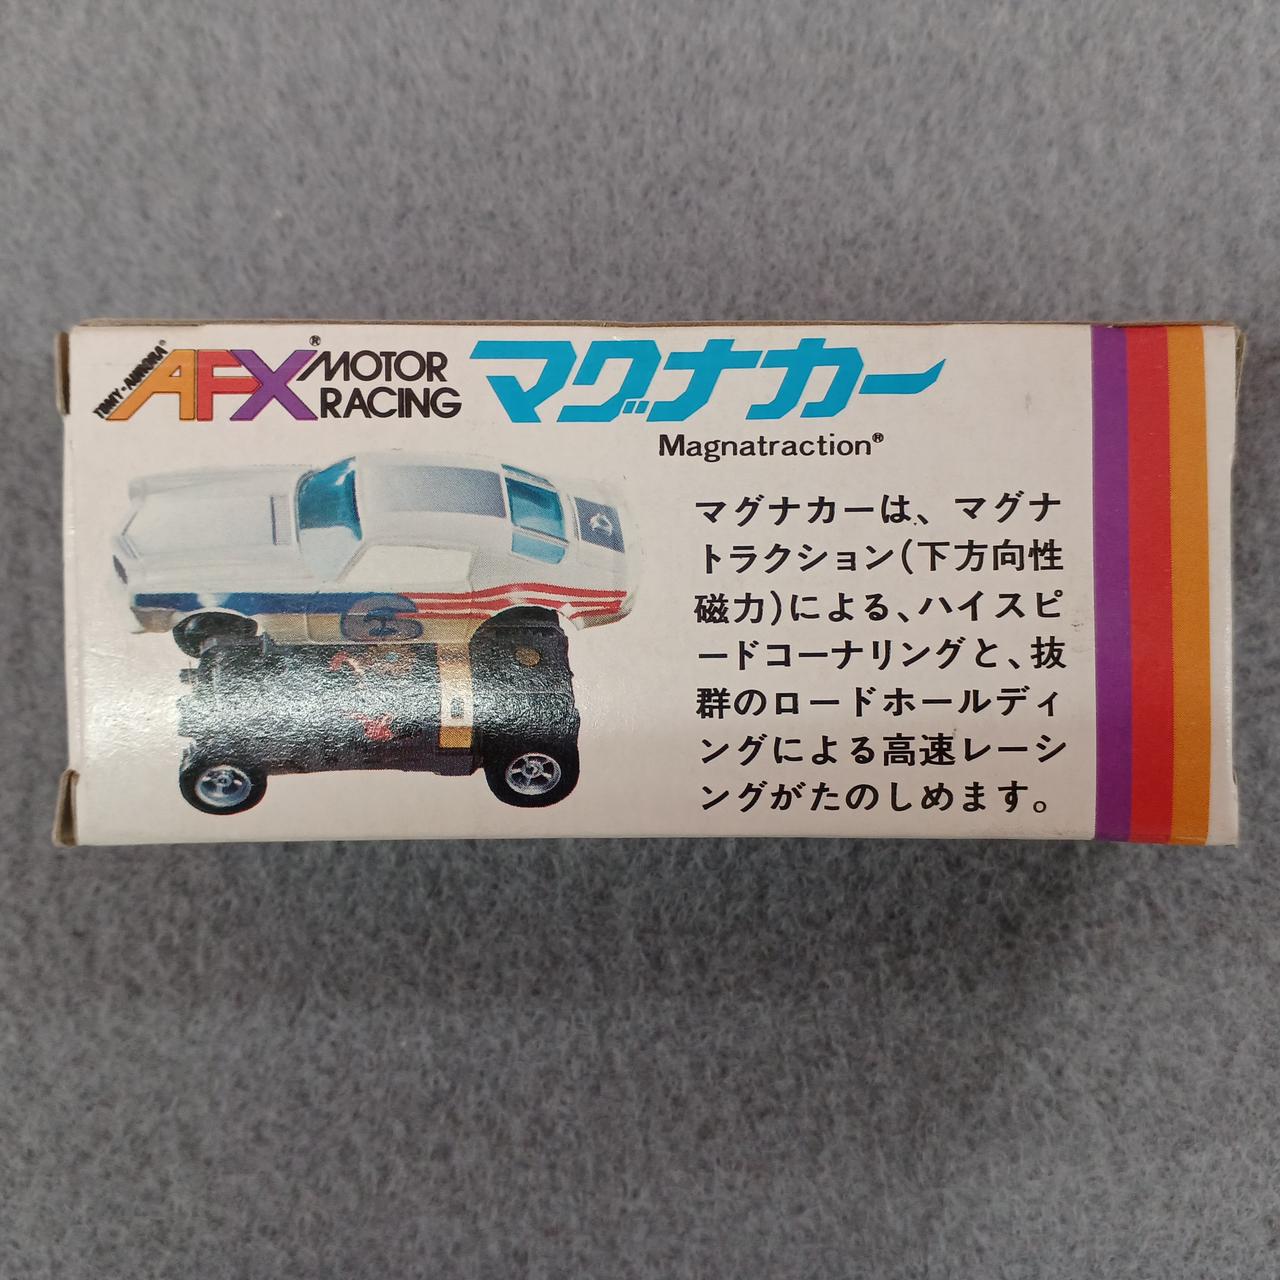 TOMY-AURORA®
AFX® MOTOR
RACING
マグナカー
Magnatraction®
マグナカーは、マグナ
トラクション(下方向性
磁力)による、ハイスピ
ードコーナリングと、抜
群のロードホールディ
ングによる高速レーシ
ングがたのしめます。